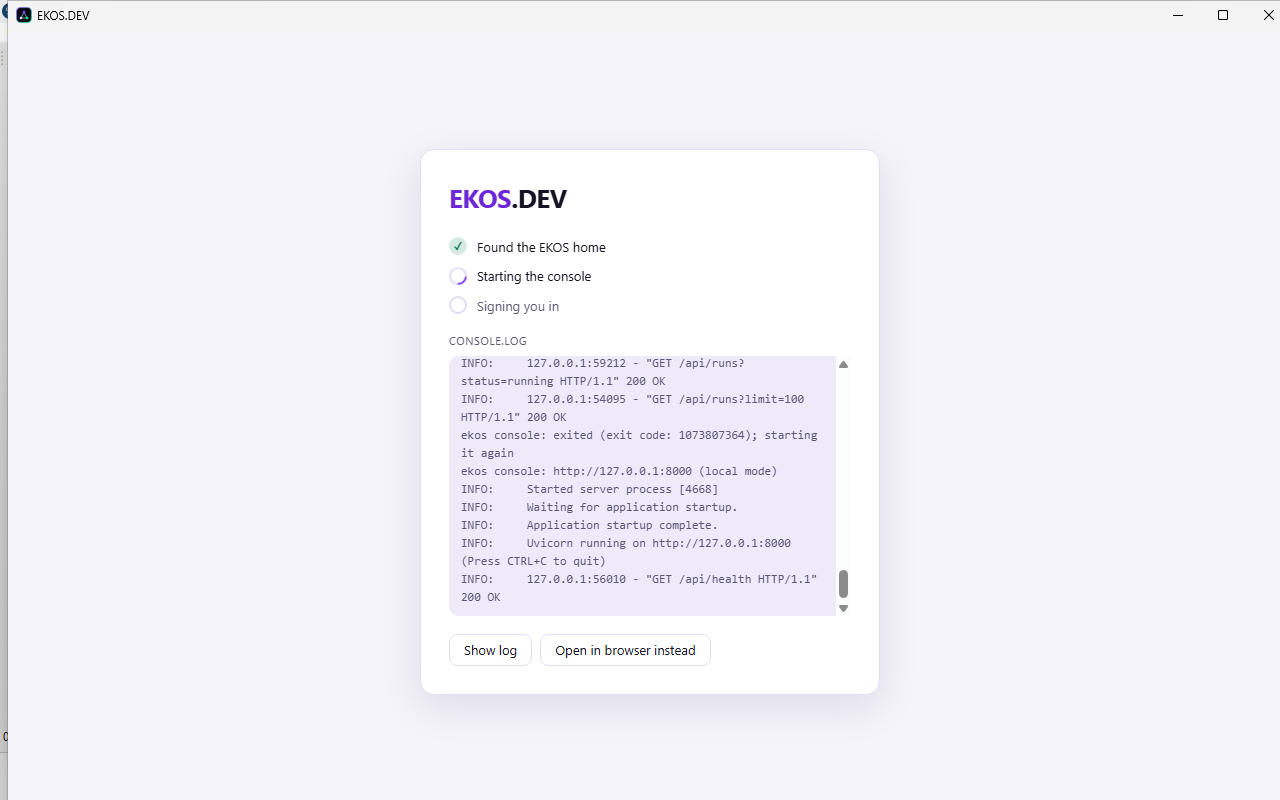 EKOS.DEV
EKOS.DEV
Found the EKOS home
Starting the console
Signing you in
CONSOLE.LOG
INFO:     127.0.0.1:59212 - "GET /api/runs?
status=running HTTP/1.1" 200 OK
INFO:     127.0.0.1:54095 - "GET /api/runs?limit=100
HTTP/1.1" 200 OK
ekos console: exited (exit code: 1073807364); starting
it again
ekos console: http://127.0.0.1:8000 (local mode)
INFO:     Started server process [4668]
INFO:     Waiting for application startup.
INFO:     Application startup complete.
INFO:     Uvicorn running on http://127.0.0.1:8000
(Press CTRL+C to quit)
INFO:     127.0.0.1:56010 - "GET /api/health HTTP/1.1"
200 OK
Show log
Open in browser instead